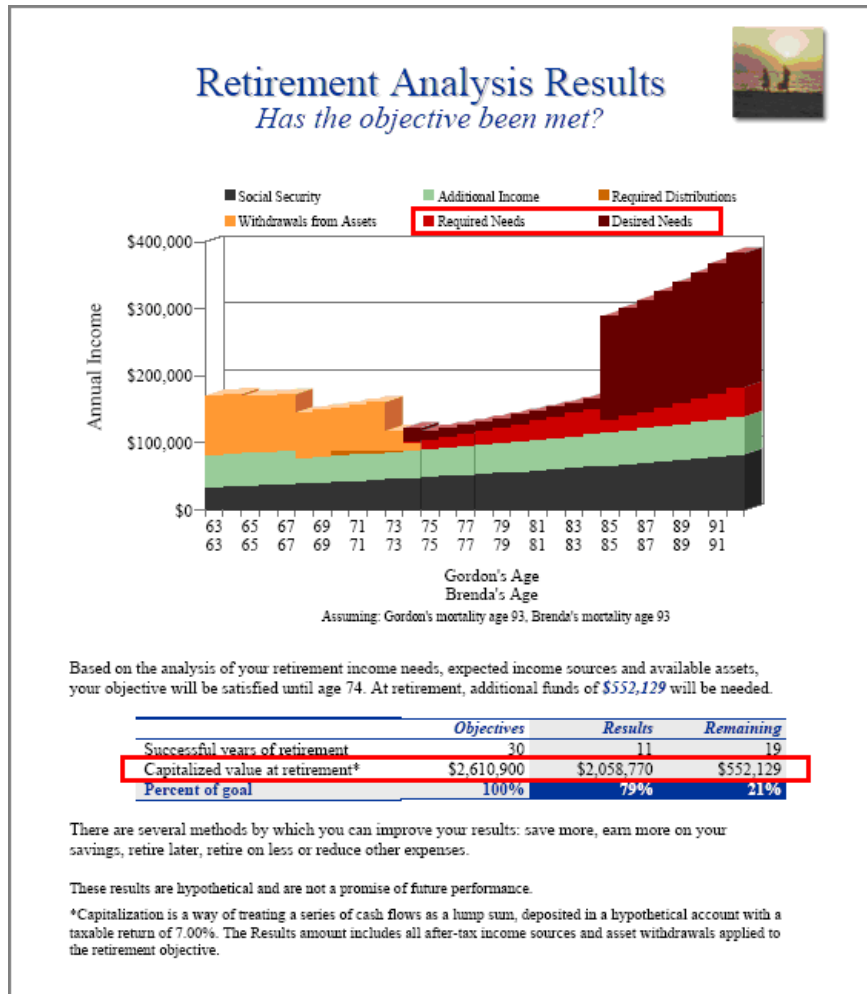 Retirement Analysis Results
Has the objective been met?
Social Security
Additional Income
Required Distributions
Withdrawals from Assets
Required Needs
Desired Needs
$400,000
$300,000
$200,000
$100,000
$0
Annual Income
63 65 67 69 71 73 75 77 79 81 83 85 87 89 91
63 65 67 69 71 73 75 77 79 81 83 85 87 89 91
Gordon's Age
Brenda's Age
Assuming: Gordon's mortality age 93, Brenda's mortality age 93
Based on the analysis of your retirement income needs, expected income sources and available assets,
your objective will be satisfied until age 74. At retirement, additional funds of $552,129 will be needed.
Objectives Results Remaining
Successful years of retirement 30 11 19
Capitalized value at retirement* $2,610,900 $2,058,770 $552,129
Percent of goal 100% 79% 21%
There are several methods by which you can improve your results: save more, earn more on your
savings, retire later, retire on less or reduce other expenses.
These results are hypothetical and are not a promise of future performance.
*Capitalization is a way of treating a series of cash flows as a lump sum, deposited in a hypothetical account with a
taxable return of 7.00%. The Results amount includes all after-tax income sources and asset withdrawals applied to
the retirement objective.